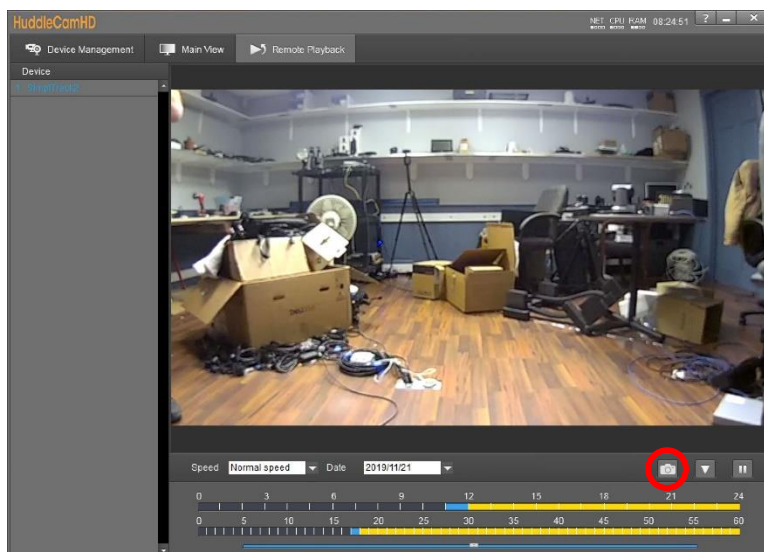 HuddleCamHD
NET CPU RAM 08:24:51 ? – ×
Device Management Main View Remote Playback
Device
Speed Normal speed Date 2019/11/21
0 3 6 9 12 15 18 21 24
0 5 10 15 20 25 30 35 40 45 50 55 60